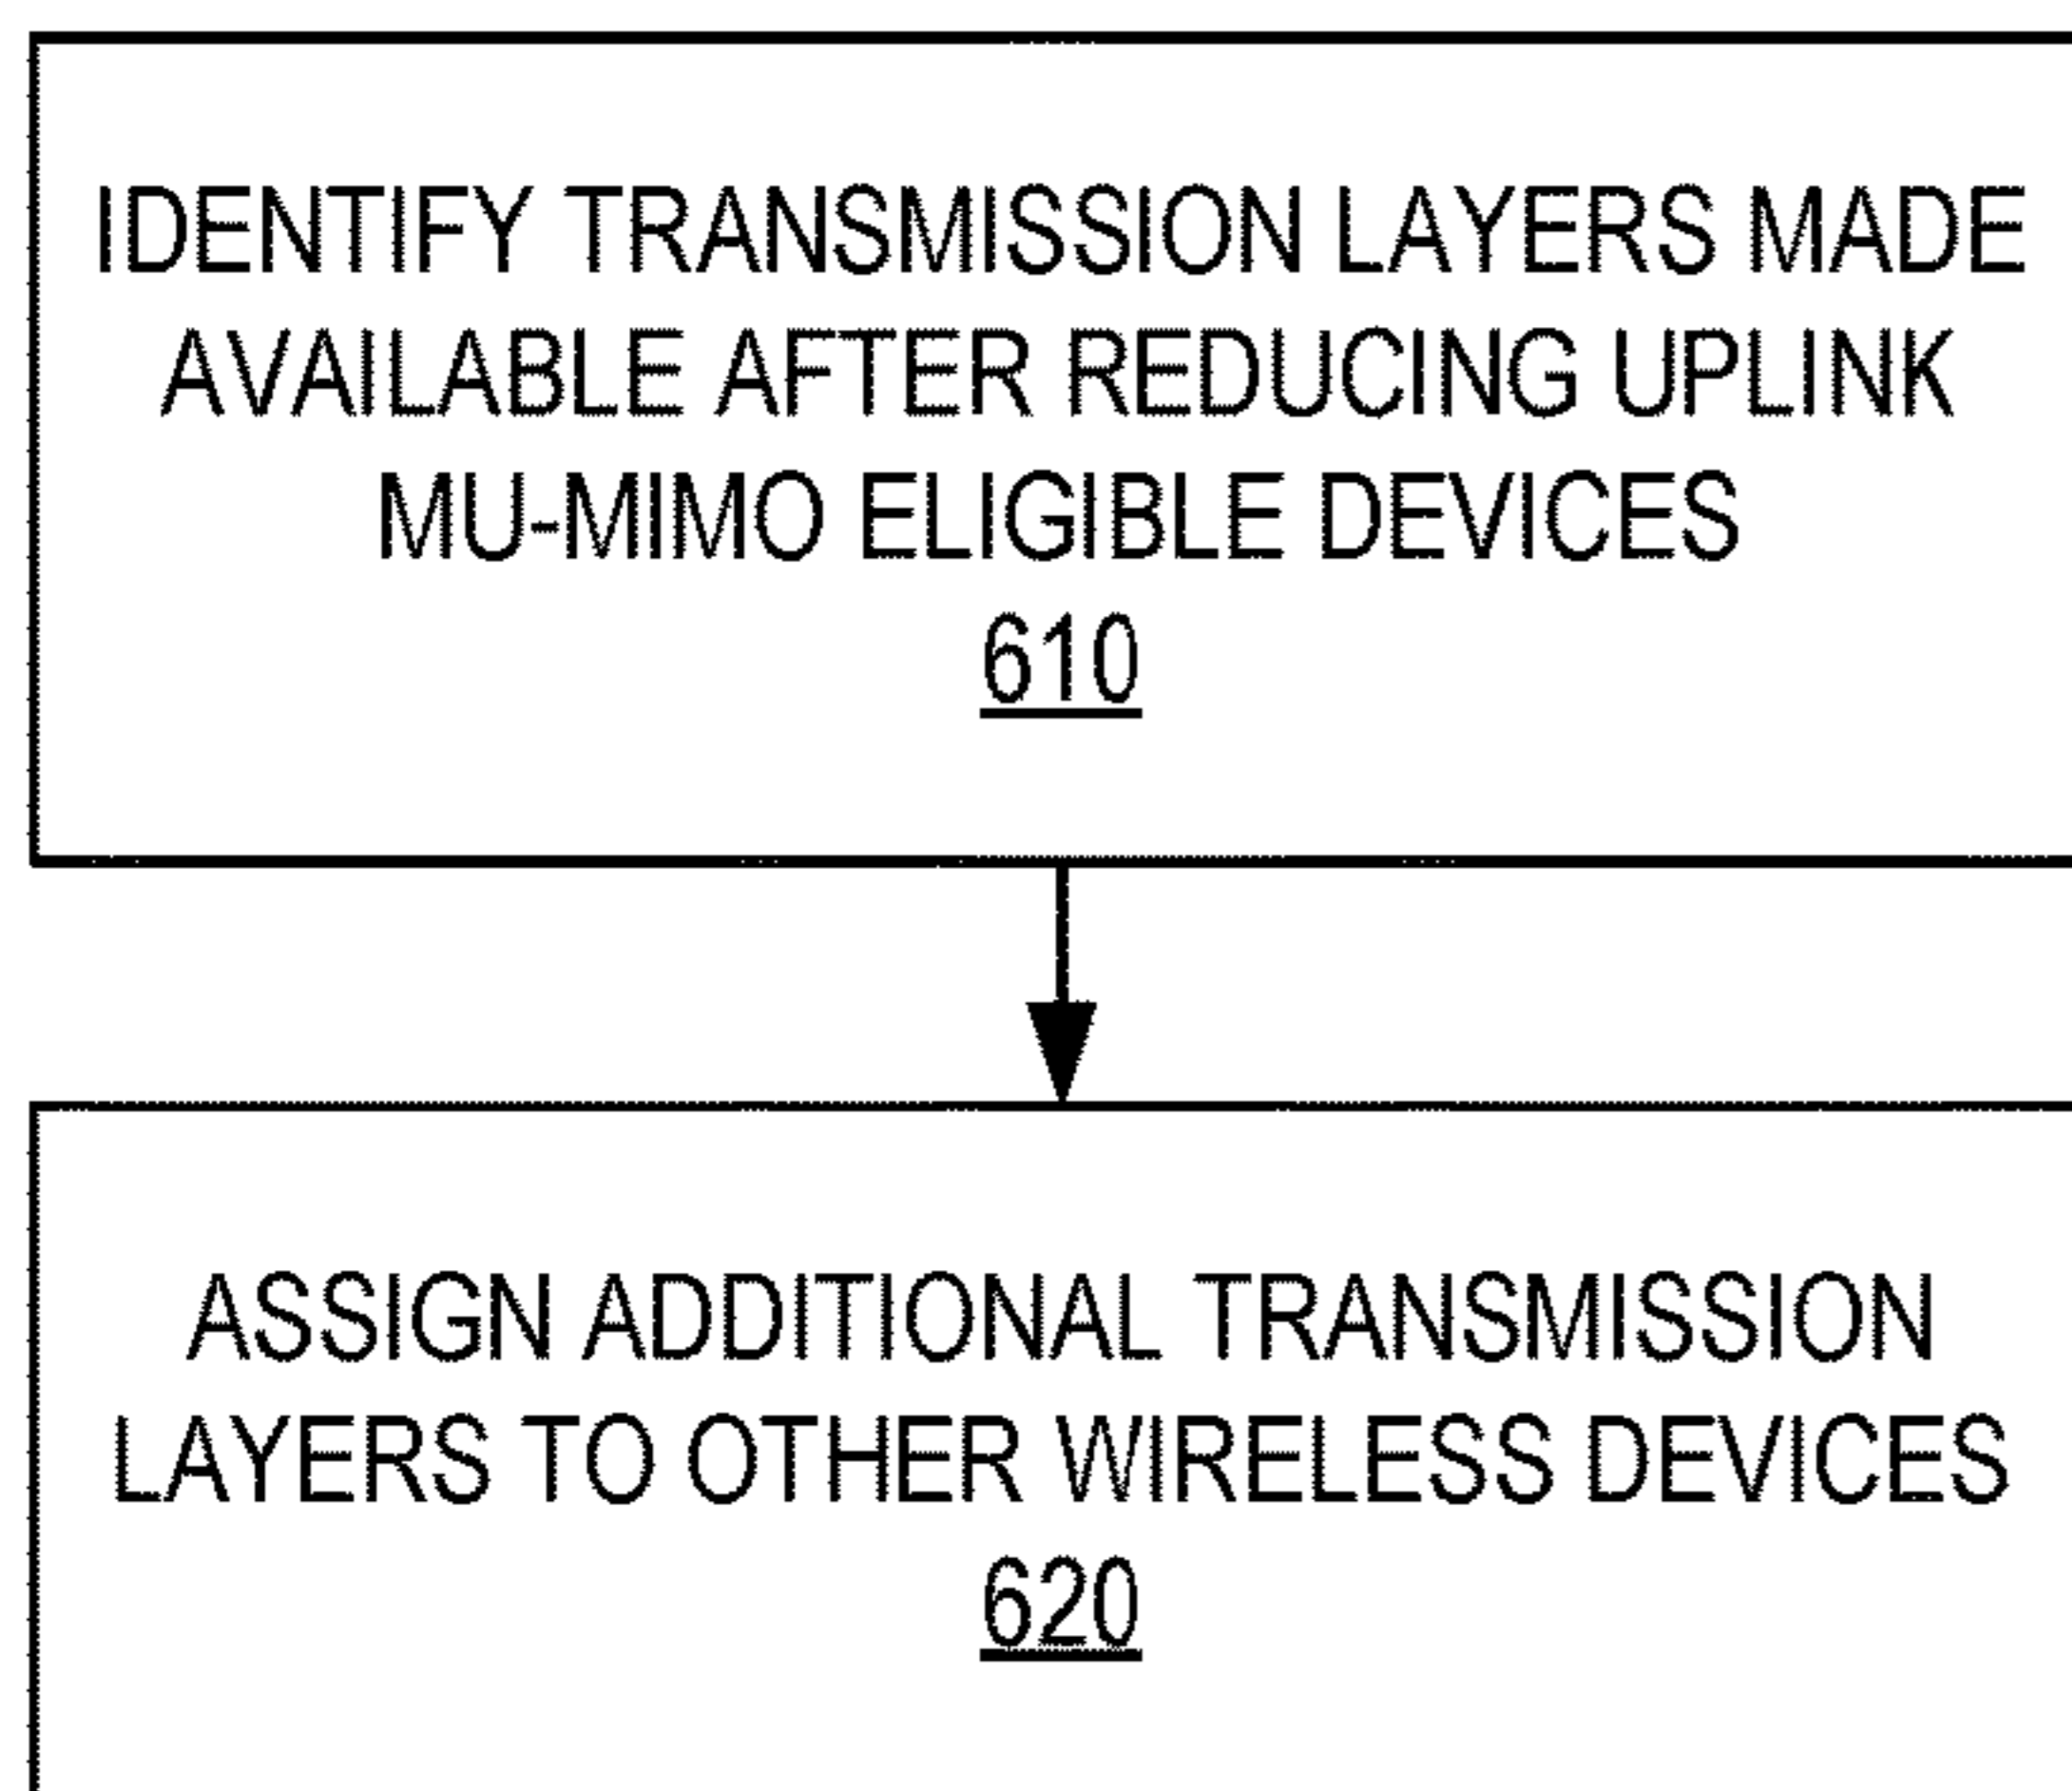 IDENTIFY TRANSMISSION LAYERS MADE
AVAILABLE AFTER REDUCING UPLINK
MU-MIMO ELIGIBLE DEVICES
610
ASSIGN ADDITIONAL TRANSMISSION
LAYERS TO OTHER WIRELESS DEVICES
620